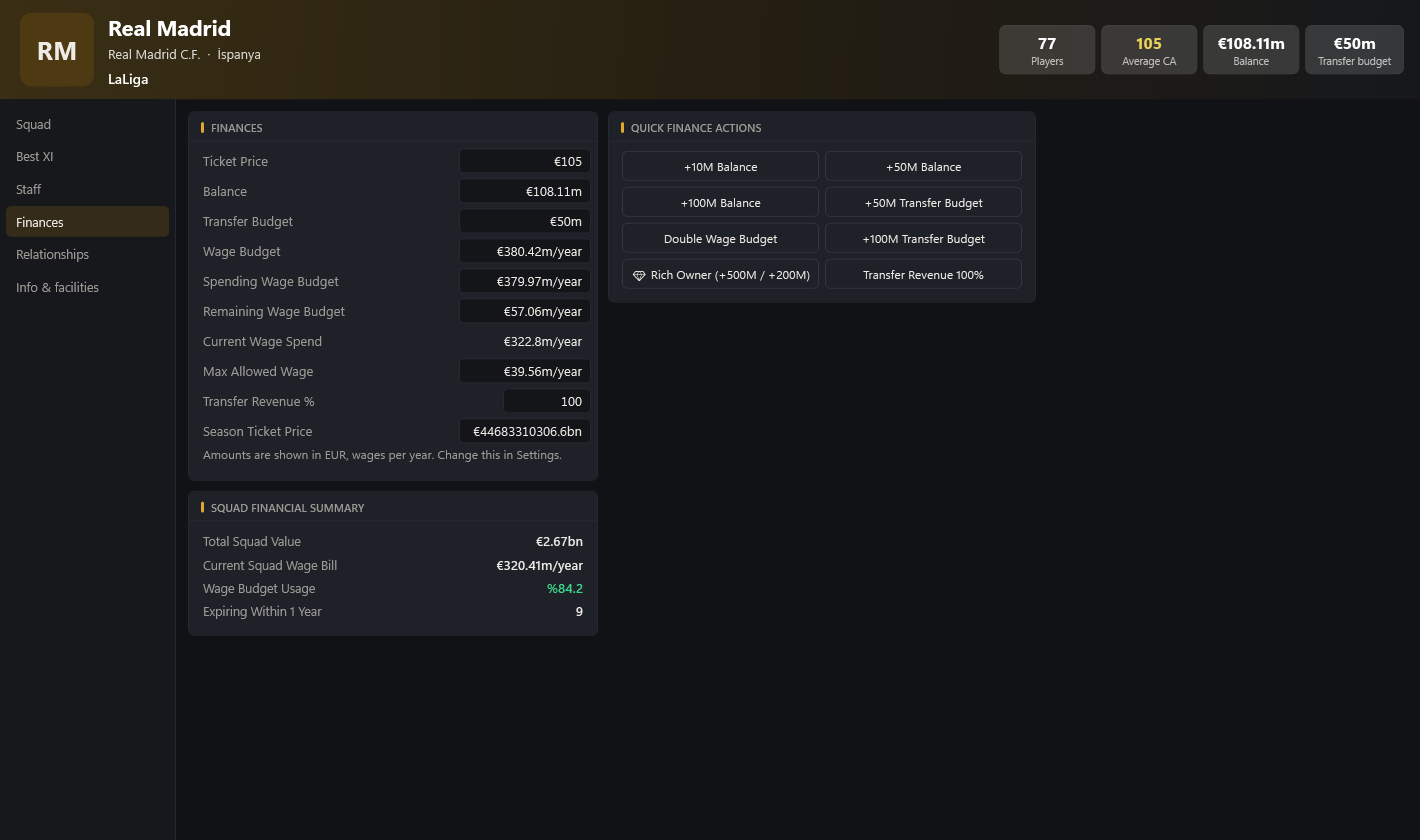 RM
Real Madrid
Real Madrid C.F. · İspanya
LaLiga
77
Players
105
Average CA
€108.11m
Balance
€50m
Transfer budget
Squad
Best XI
Staff
Finances
Relationships
Info & facilities
FINANCES
Ticket Price €105
Balance €108.11m
Transfer Budget €50m
Wage Budget €380.42m/year
Spending Wage Budget €379.97m/year
Remaining Wage Budget €57.06m/year
Current Wage Spend €322.8m/year
Max Allowed Wage €39.56m/year
Transfer Revenue % 100
Season Ticket Price €44683310306.6bn
Amounts are shown in EUR, wages per year. Change this in Settings.
SQUAD FINANCIAL SUMMARY
Total Squad Value €2.67bn
Current Squad Wage Bill €320.41m/year
Wage Budget Usage %84.2
Expiring Within 1 Year 9
QUICK FINANCE ACTIONS
+10M Balance +50M Balance
+100M Balance +50M Transfer Budget
Double Wage Budget +100M Transfer Budget
Rich Owner (+500M / +200M) Transfer Revenue 100%